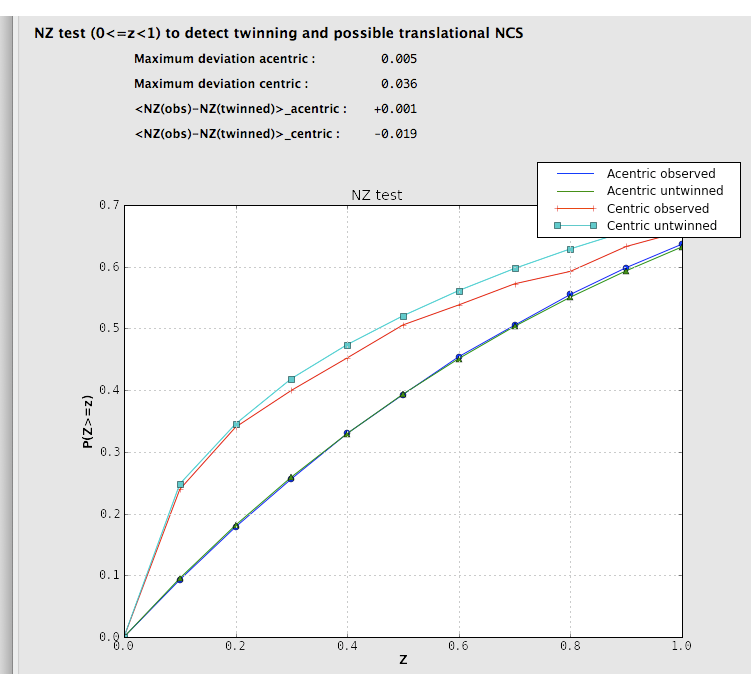 NZ test (0<=z<1) to detect twinning and possible translational NCS
Maximum deviation acentric : 0.005
Maximum deviation centric : 0.036
<NZ(obs)-NZ(twinned)>_acentric : +0.001
<NZ(obs)-NZ(twinned)>_centric : -0.019
NZ test
Acentric observed
Acentric untwinned
Centric observed
Centric untwinned
0.7
0.6
0.5
0.4
0.3
0.2
0.1
0.0
P(Z>=z)
0.0 0.2 0.4 0.6 0.8 1.0
Z